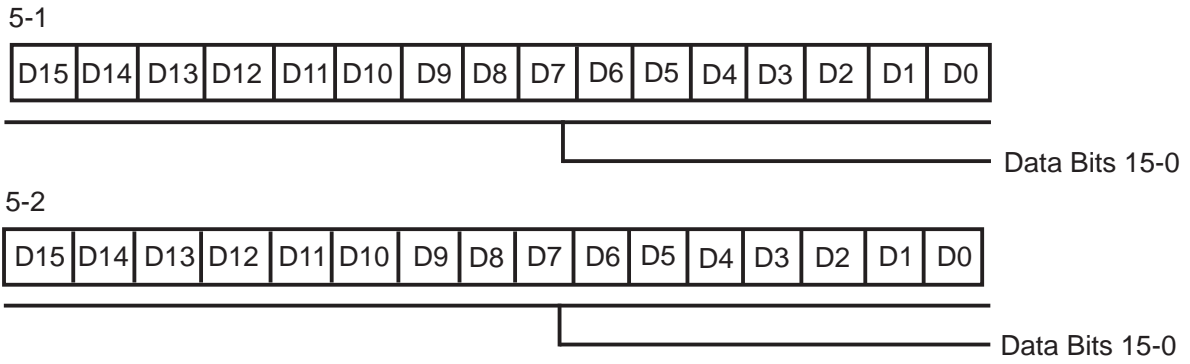 5-1
D15 D14 D13 D12 D11 D10 D9 D8 D7 D6 D5 D4 D3 D2 D1 D0
Data Bits 15-0
5-2
D15 D14 D13 D12 D11 D10 D9 D8 D7 D6 D5 D4 D3 D2 D1 D0
Data Bits 15-0